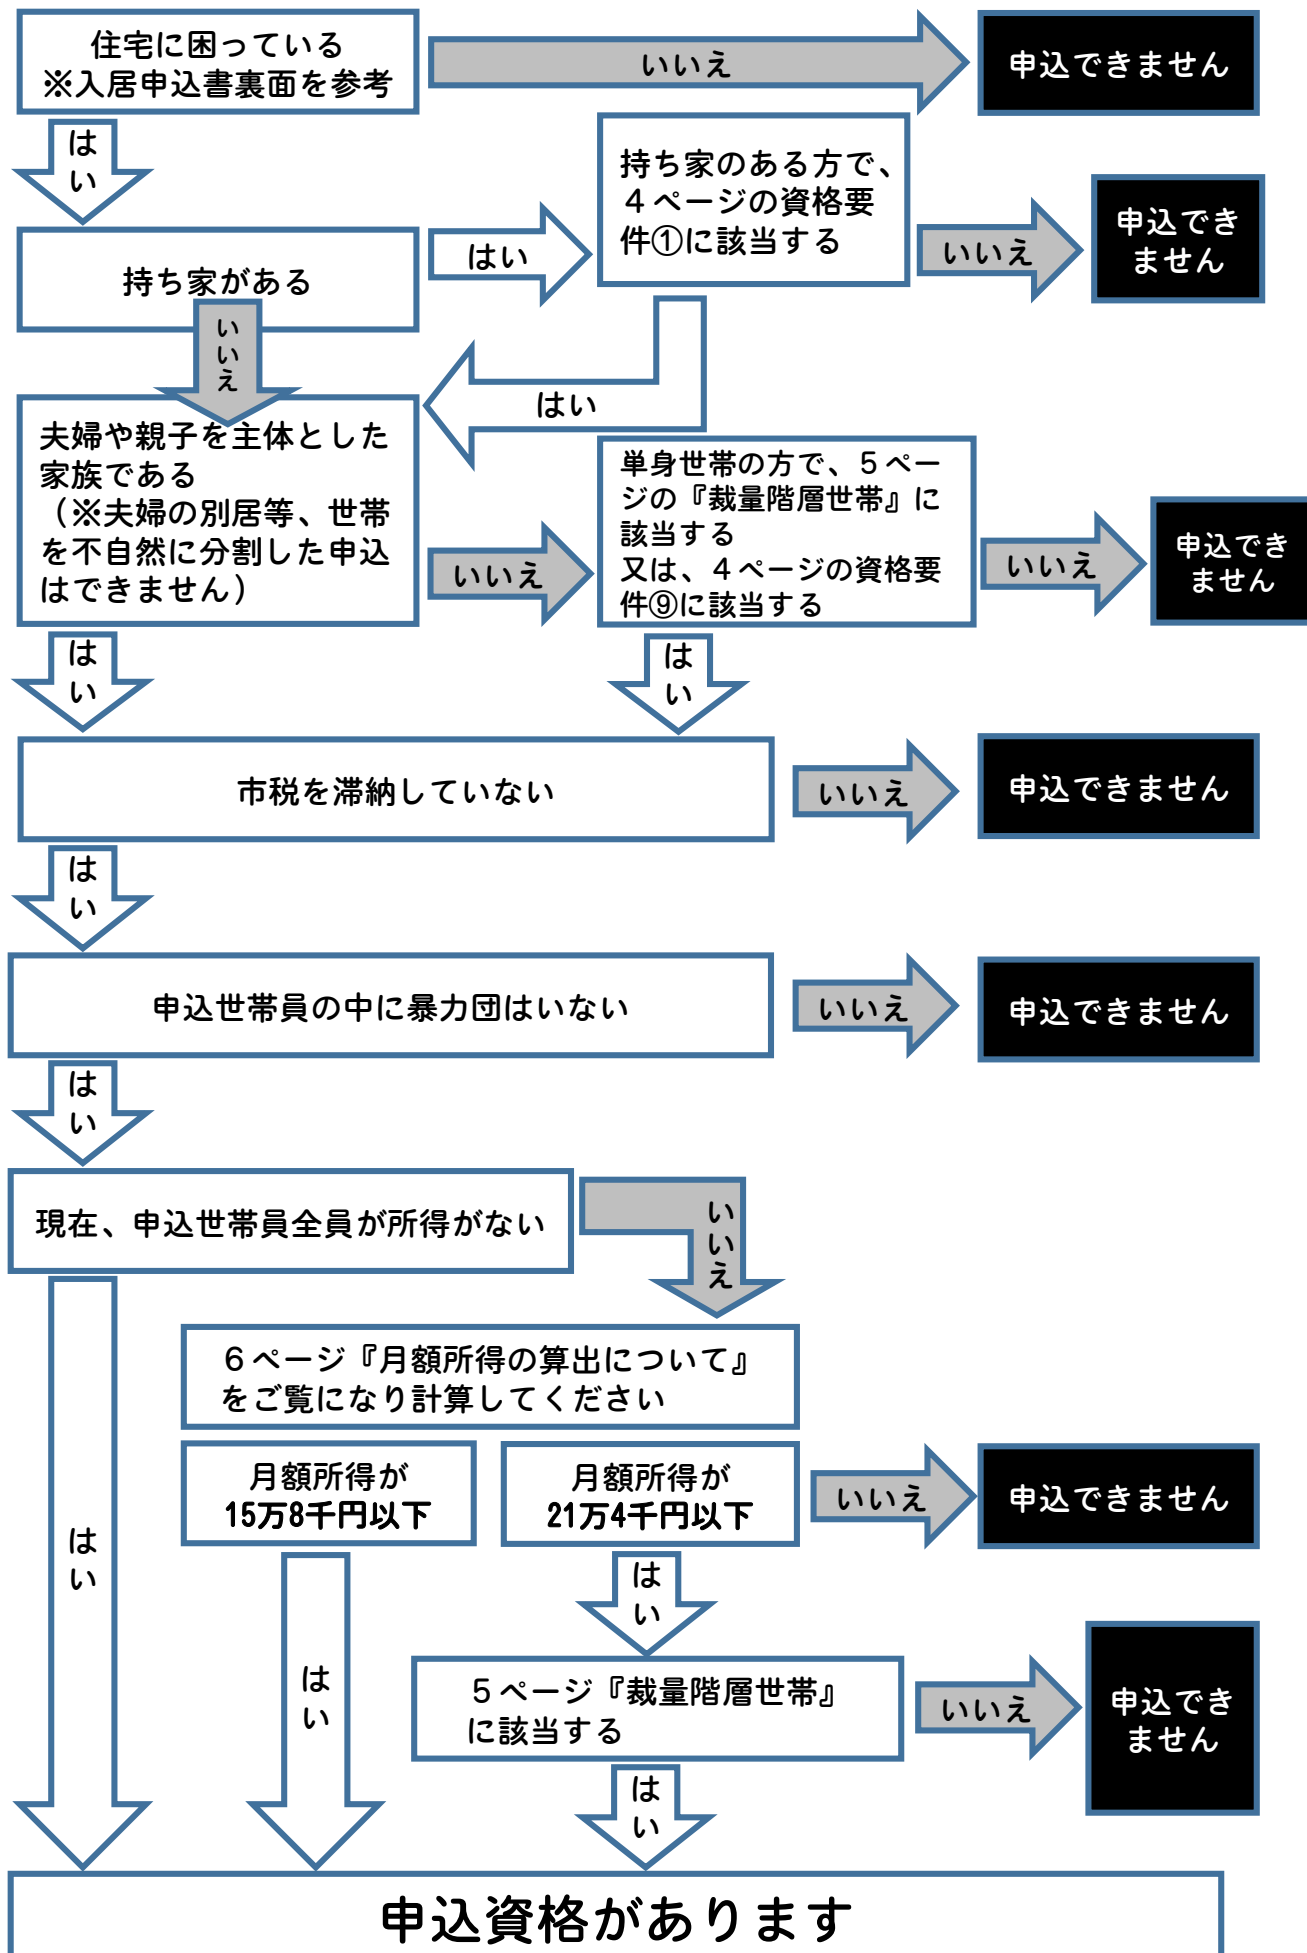 住宅に困っている
※入居申込書裏面を参考
いいえ
申込できません
はい
持ち家のある方で、
４ページの資格要
件①に該当する
いいえ
申込でき
ません
持ち家がある
はい
いいえ
はい
夫婦や親子を主体とした
家族である
（※夫婦の別居等、世帯
を不自然に分割した申込
はできません）
いいえ
単身世帯の方で、５ペー
ジの『裁量階層世帯』に
該当する
又は、４ページの資格要
件⑨に該当する
いいえ
申込でき
ません
はい
はい
市税を滞納していない
いいえ
申込できません
はい
申込世帯員の中に暴力団はいない
いいえ
申込できません
はい
現在、申込世帯員全員が所得がない
いいえ
６ページ『月額所得の算出について』
をご覧になり計算してください
月額所得が
15万8千円以下
月額所得が
21万4千円以下
いいえ
申込できません
はい
はい
はい
５ページ『裁量階層世帯』
に該当する
いいえ
申込でき
ません
はい
申込資格があります